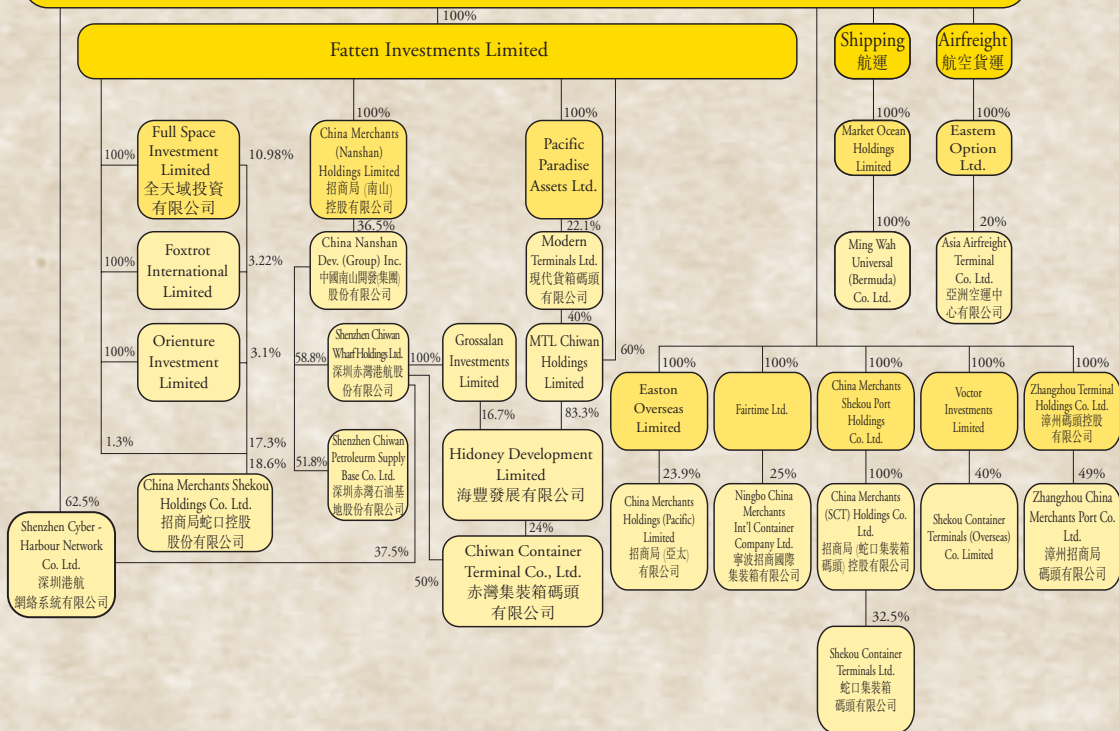 100%
Fatten Investments Limited
Shipping
航運
Airfreight
航空貨運
100%
Full Space
Investment
Limited
全天域投資
有限公司
10.98%
100%
China Merchants
(Nanshan)
Holdings Limited
招商局 (南山)
控股有限公司
100%
Pacific
Paradise
Assets Ltd.
100%
Market Ocean
Holdings
Limited
100%
Eastern
Option
Ltd.
100%
Foxtrot
International
Limited
3.22%
36.5%
China Nanshan
Dev. (Group) Inc.
中國南山開發(集團)
股份有限公司
22.1%
Modern
Terminals Ltd.
現代貨箱碼頭
有限公司
100%
Ming Wah
Universal
(Bermuda)
Co. Ltd.
20%
Asia Airfreight
Terminal
Co. Ltd.
亞洲空運中
心有限公司
100%
Orienture
Investment
Limited
3.1%
58.8%
Shenzhen Chiwan
Wharf Holdings Ltd.
深圳赤灣港航股
份有限公司
100%
Grossalan
Investments
Limited
40%
MTL Chiwan
Holdings
Limited
60%
100%
Easton
Overseas
Limited
100%
Fairtime Ltd.
100%
China Merchants
Shekou Port
Holdings
Co. Ltd.
100%
Voctor
Investments
Limited
100%
Zhangzhou Terminal
Holdings Co. Ltd.
漳州碼頭控股
有限公司
1.3%
17.3%
18.6%
China Merchants Shekou
Holdings Co. Ltd.
招商局蛇口控股
股份有限公司
51.8%
Shenzhen Chiwan
Petroleurm Supply
Base Co. Ltd.
深圳赤灣石油基
地股份有限公司
16.7%
83.3%
Hidoney Development
Limited
海豐發展有限公司
23.9%
China Merchants
Holdings (Pacific)
Limited
招商局 (亞太)
有限公司
25%
Ningbo China
Merchants
Int'l Container
Company Ltd.
寧波招商國際
集裝箱有限公司
100%
China Merchants
(SCT) Holdings Co.
Ltd.
招商局 (蛇口集裝箱
碼頭) 控股有限公司
40%
Shekou Container
Terminals (Overseas)
Co. Limited
49%
Zhangzhou China
Merchants Port Co.
Ltd.
漳州招商局
碼頭有限公司
62.5%
Shenzhen Cyber -
Harbour Network
Co. Ltd.
深圳港航
網絡系統有限公司
37.5%
50%
24%
Chiwan Container
Terminal Co., Ltd.
赤灣集裝箱碼頭
有限公司
32.5%
Shekou Container
Terminals Ltd.
蛇口集裝箱
碼頭有限公司